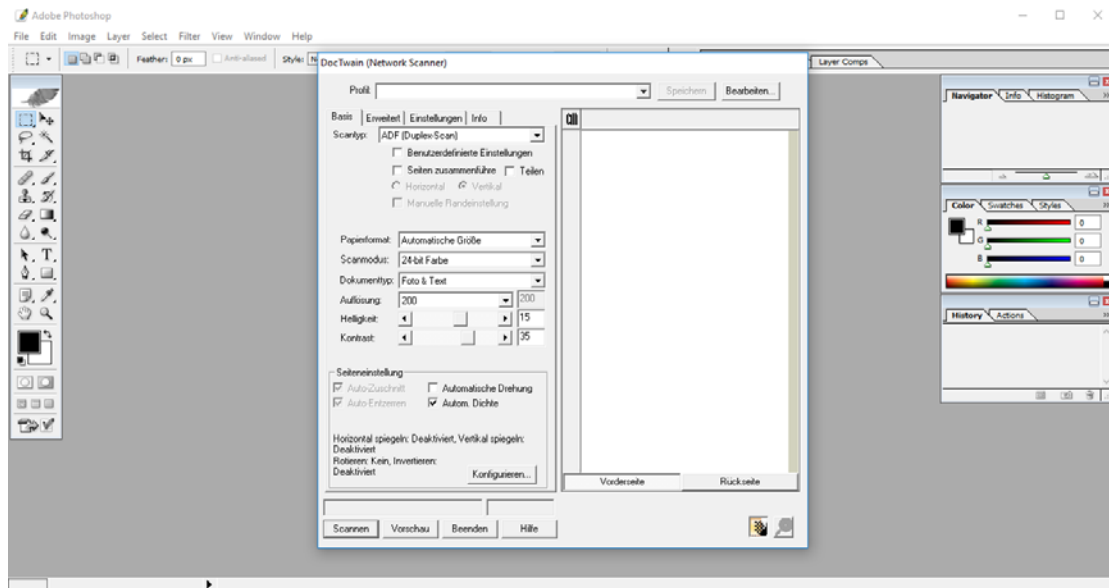 Adobe Photoshop
File Edit Image Layer Select Filter View Window Help
Feather: 0 px Anti-aliased Style: N
Layer Comps
DocTwain (Network Scanner)
Profil: Speichern Bearbeiten...
Basis Erweitert Einstellungen Info
Scantyp: ADF (Duplex-Scan)
Benutzerdefinierte Einstellungen
Seiten zusammenführe Teilen
Horizontal Vertikal
Manuelle Randeinstellung
Papierformat: Automatische Größe
Scanmodus: 24-bit Farbe
Dokumenttyp: Foto & Text
Auflösung: 200 200
Helligkeit: 15
Kontrast: 35
Seiteneinstellung
Auto-Zuschnitt Automatische Drehung
Auto-Entzerren Autom. Dichte
Horizontal spiegeln: Deaktiviert, Vertikal spiegeln:
Deaktiviert
Rotieren: Kein, Invertieren:
Deaktiviert
Konfigurieren...
Vorderseite Rückseite
Scannen Vorschau Beenden Hilfe
Navigator Info Histogram
Color Swatches Styles
R 0
G 0
B 0
History Actions